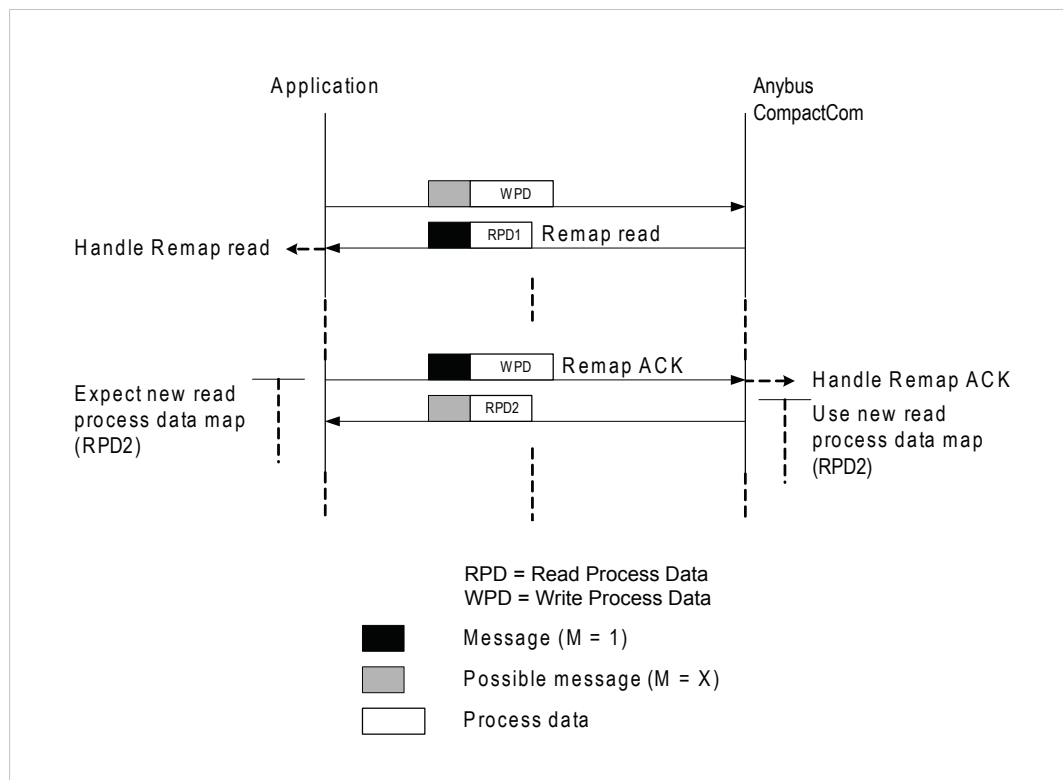 Application
Anybus
CompactCom
WPD
RPD1 Remap read
Handle Remap read
WPD Remap ACK
Handle Remap ACK
Expect new read
process data map
(RPD2)
RPD2
Use new read
process data map
(RPD2)
RPD = Read Process Data
WPD = Write Process Data
Message (M = 1)
Possible message (M = X)
Process data